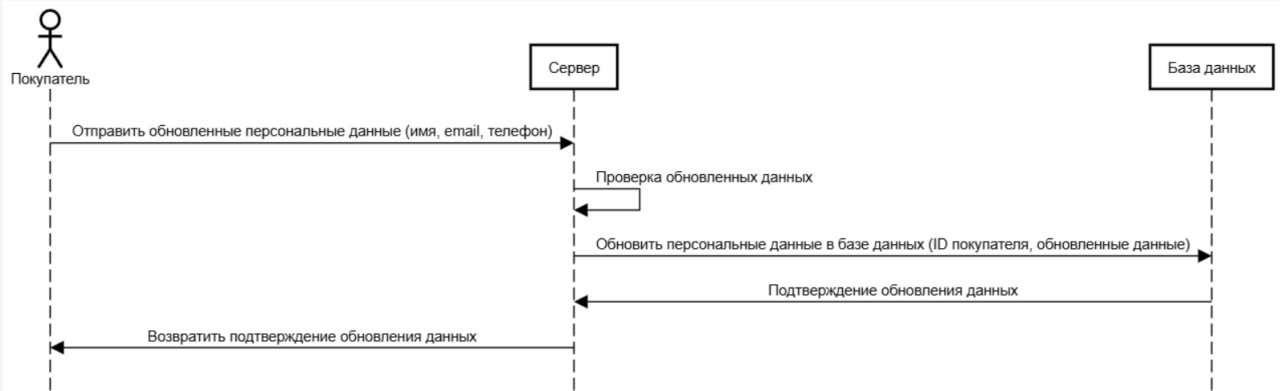 Покупатель
Сервер
База данных
Отправить обновленные персональные данные (имя, email, телефон)
Проверка обновленных данных
Обновить персональные данные в базе данных (ID покупателя, обновленные данные)
Подтверждение обновления данных
Возвратить подтверждение обновления данных